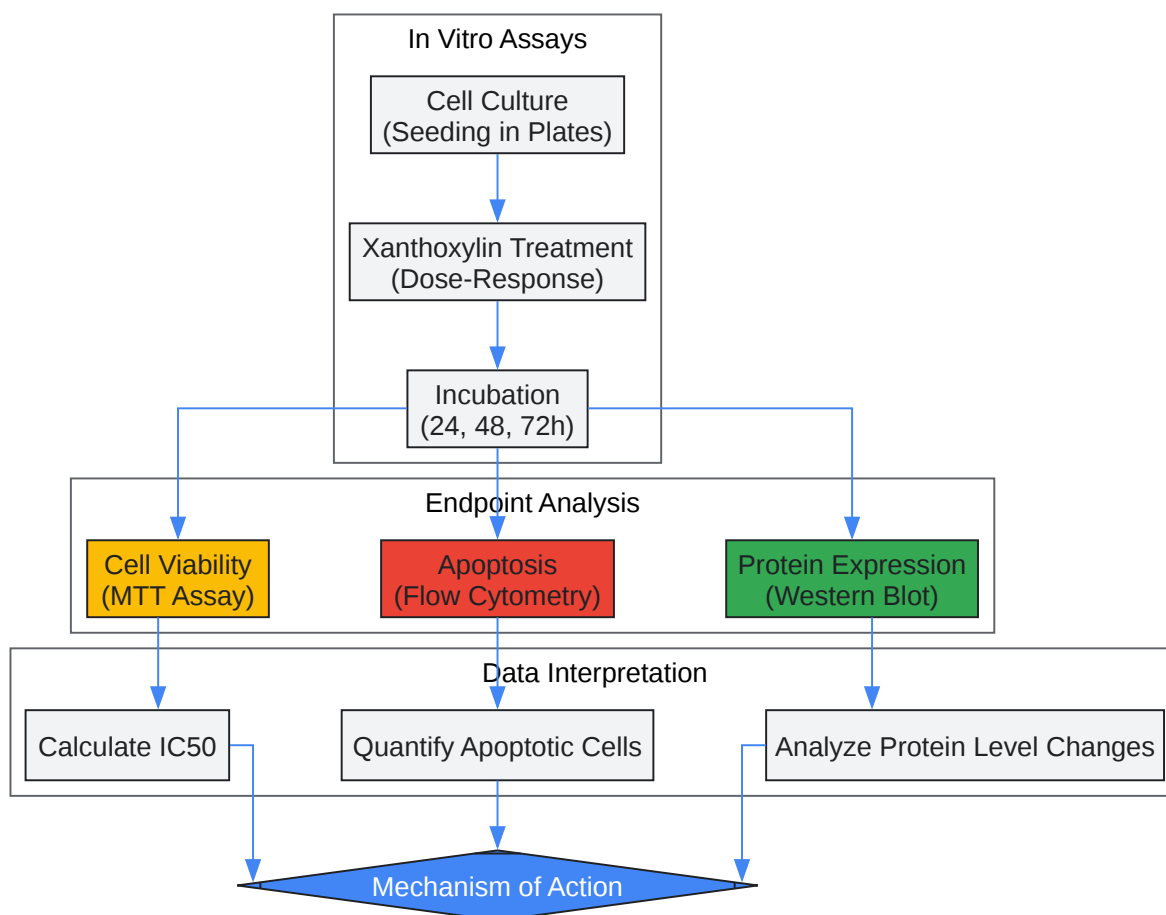 In Vitro Assays
Cell Culture
(Seeding in Plates)
Xanthoxylin Treatment
(Dose-Response)
Incubation
(24, 48, 72h)
Endpoint Analysis
Cell Viability
(MTT Assay)
Apoptosis
(Flow Cytometry)
Protein Expression
(Western Blot)
Data Interpretation
Calculate IC50
Quantify Apoptotic Cells
Analyze Protein Level Changes
Mechanism of Action